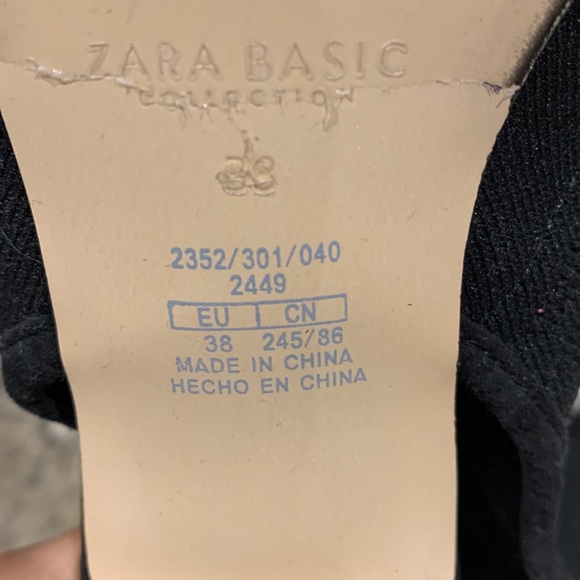 ZARA BASIC
COLLECTION
2352/301/040
2449
EU CN
38 245/86
MADE IN CHINA
HECHO EN CHINA